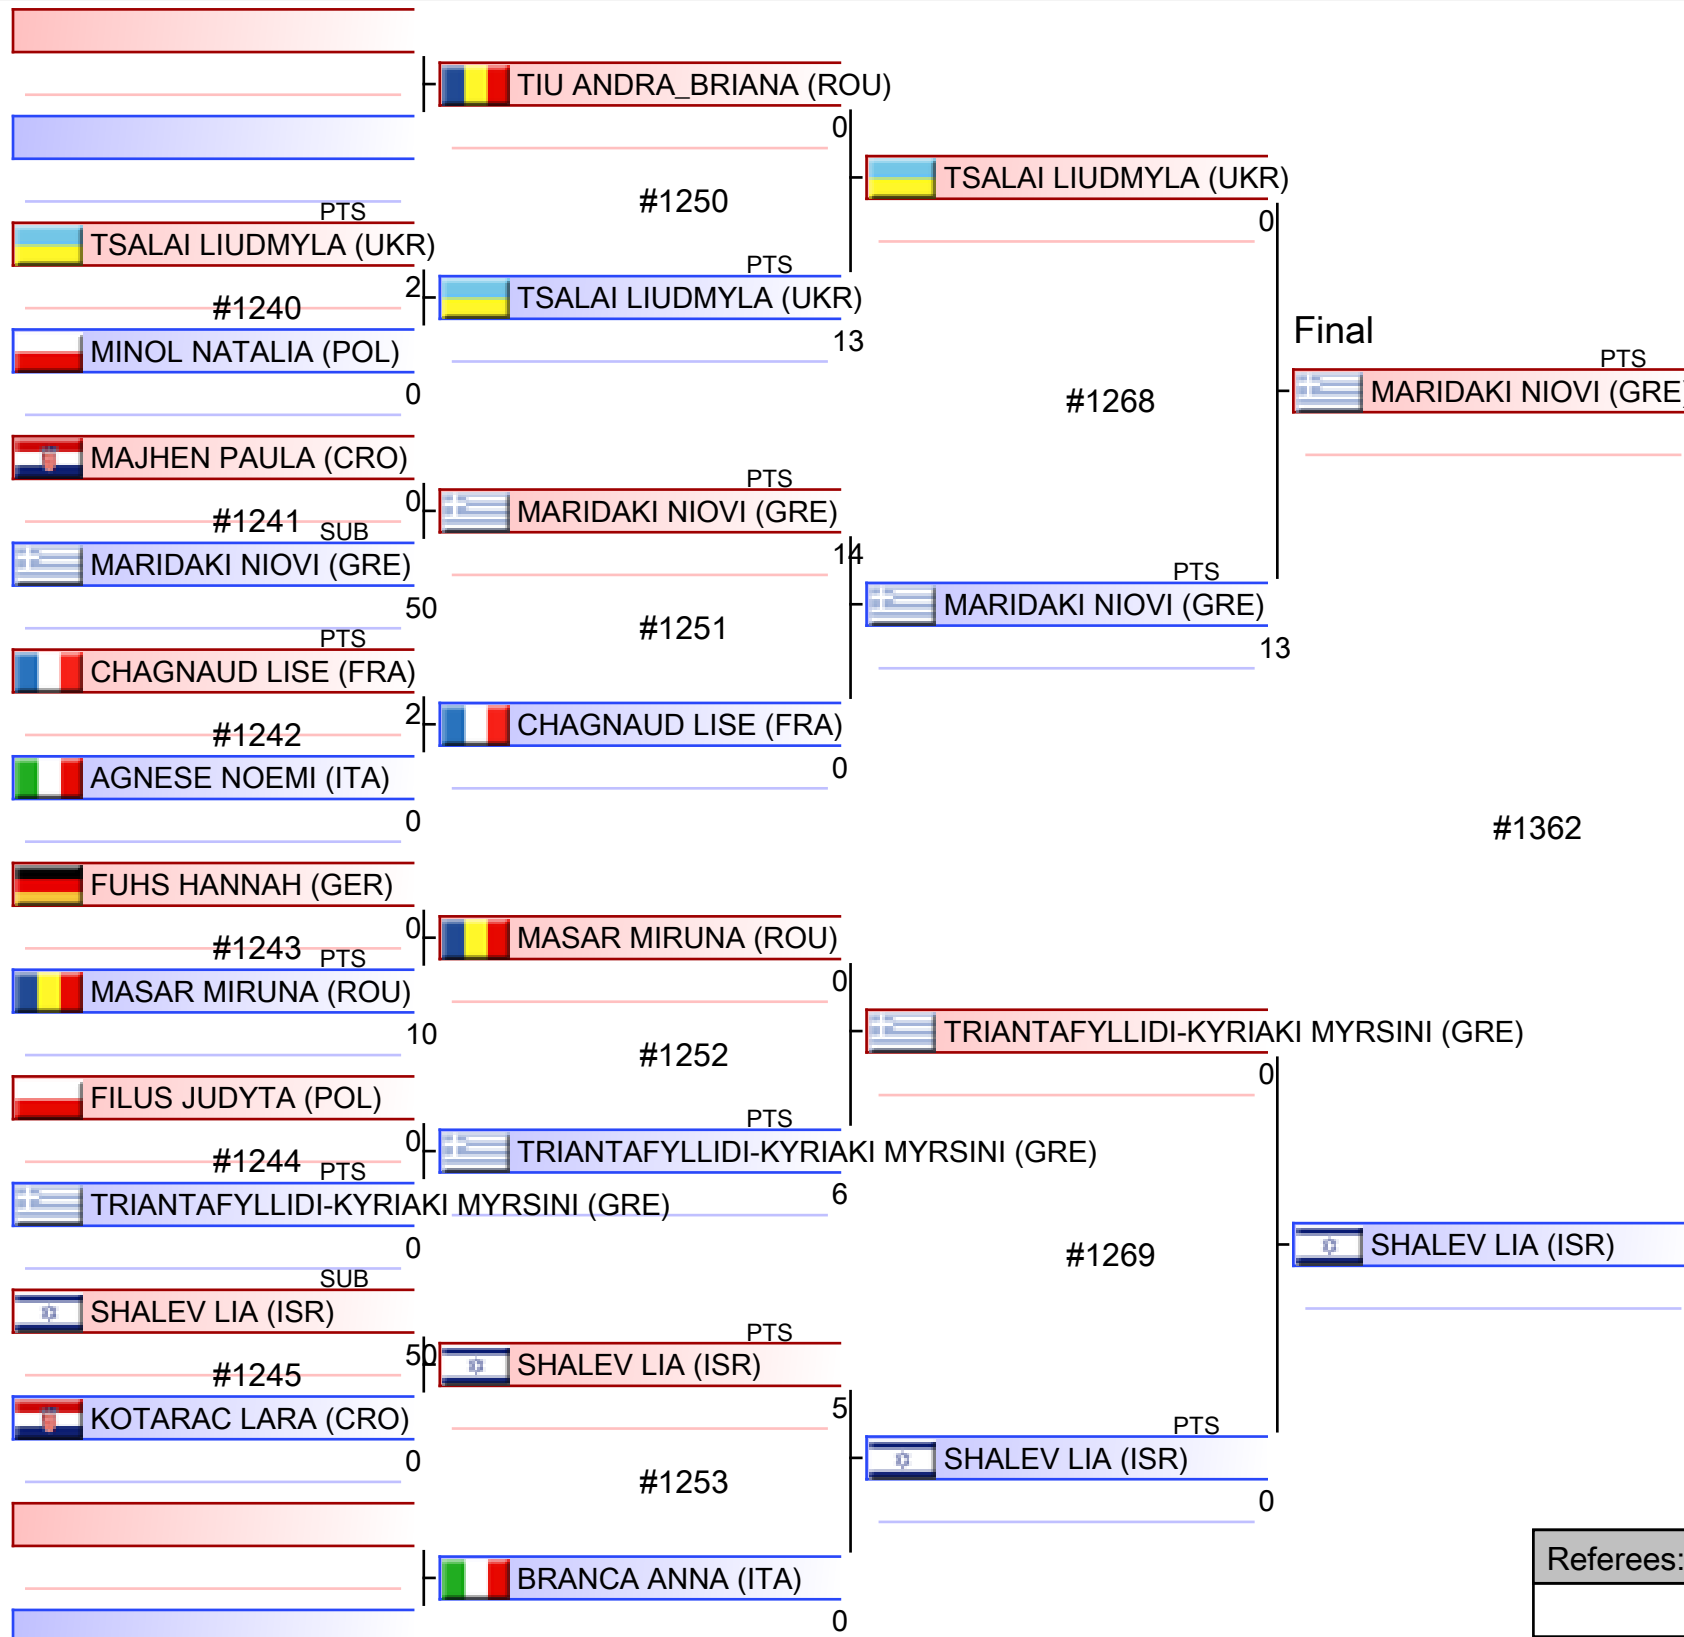 TIU ANDRA_BRIANA (ROU)
0
#1250
PTS
TSALAI LIUDMYLA (UKR)
2
#1240
MINOL NATALIA (POL)
0
PTS
TSALAI LIUDMYLA (UKR)
13
TSALAI LIUDMYLA (UKR)
0
#1268
Final
PTS
MARIDAKI NIOVI (GRE)
MAJHEN PAULA (CRO)
0
#1241
SUB
MARIDAKI NIOVI (GRE)
50
PTS
MARIDAKI NIOVI (GRE)
14
#1251
PTS
MARIDAKI NIOVI (GRE)
13
PTS
CHAGNAUD LISE (FRA)
2
#1242
AGNESE NOEMI (ITA)
0
CHAGNAUD LISE (FRA)
0
#1362
FUHS HANNAH (GER)
0
#1243
PTS
MASAR MIRUNA (ROU)
10
MASAR MIRUNA (ROU)
0
#1252
TRIANTAFYLLIDI-KYRIAKI MYRSINI (GRE)
0
FILUS JUDYTA (POL)
0
#1244
PTS
TRIANTAFYLLIDI-KYRIAKI MYRSINI (GRE)
0
PTS
TRIANTAFYLLIDI-KYRIAKI MYRSINI (GRE)
6
#1269
SHALEV LIA (ISR)
SUB
SHALEV LIA (ISR)
50
#1245
KOTARAC LARA (CRO)
0
PTS
SHALEV LIA (ISR)
5
#1253
PTS
SHALEV LIA (ISR)
0
BRANCA ANNA (ITA)
0
Referees: